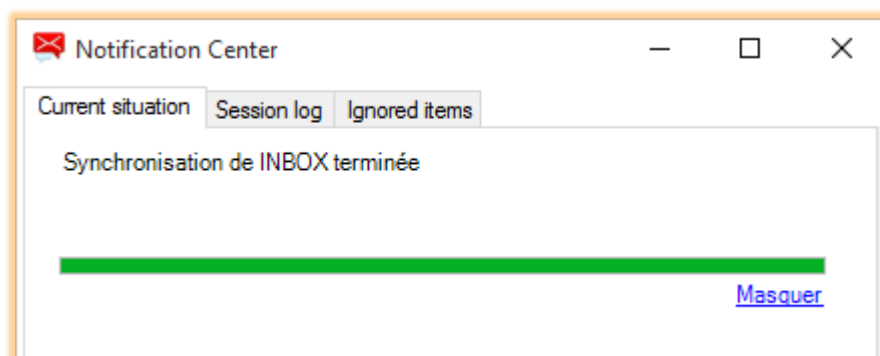 Notification Center
Current situation Session log Ignored items
Synchronisation de INBOX terminée
Masquer